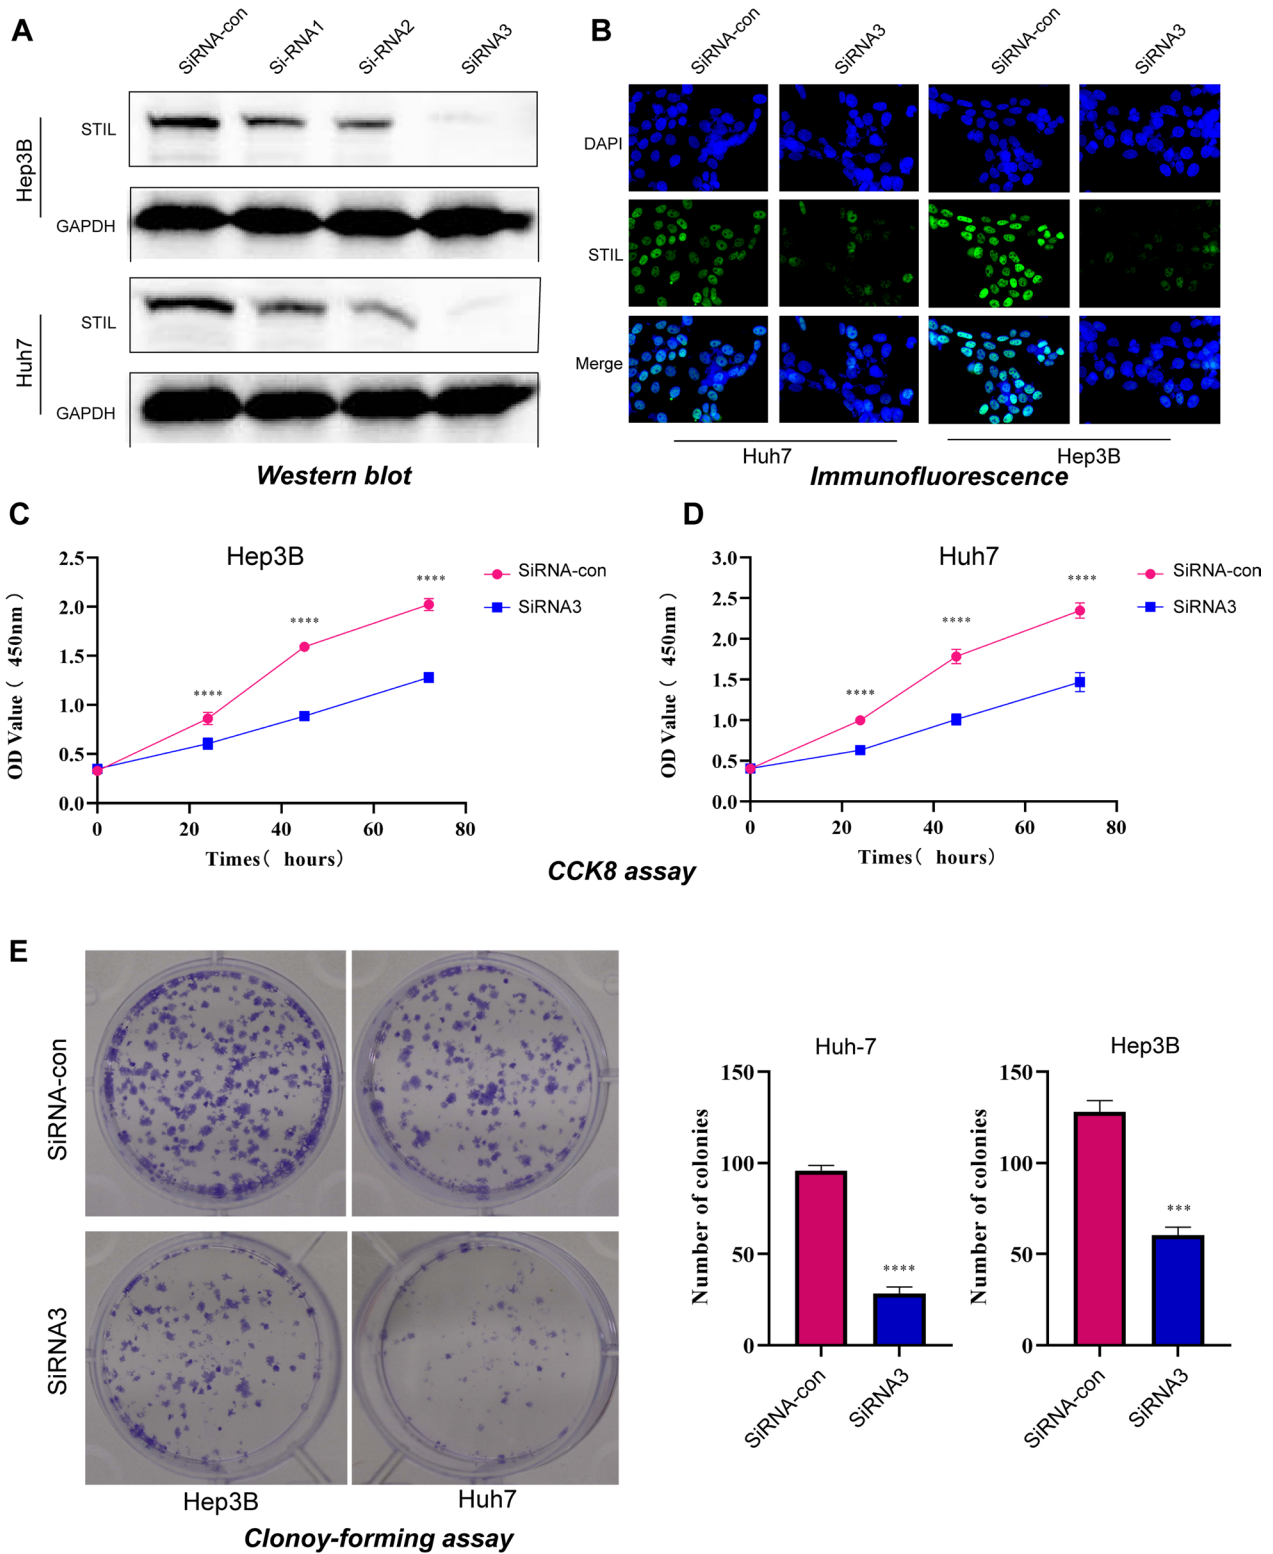 A
SiRNA-con
Si-RNA1
Si-RNA2
SiRNA3
Hep3B
STIL
GAPDH
Huh7
STIL
GAPDH
Western blot
B
SiRNA-con
SiRNA3
SiRNA-con
SiRNA3
DAPI
STIL
Merge
Huh7
Hep3B
Immunofluorescence
C
Hep3B
OD Value ( 450nm )
2.5
2.0
1.5
1.0
0.5
0.0
****
****
****
0 20 40 60 80
Times( hours)
SiRNA-con
SiRNA3
D
Huh7
OD Value ( 450nm )
3.0
2.5
2.0
1.5
1.0
0.5
0.0
****
****
****
0 20 40 60 80
Times( hours)
SiRNA-con
SiRNA3
CCK8 assay
E
SiRNA-con
SiRNA3
Hep3B
Huh7
Clonoy-forming assay
Huh-7
Number of colonies
150
100
50
0
****
SiRNA-con
SiRNA3
Hep3B
Number of colonies
150
100
50
0
***
SiRNA-con
SiRNA3